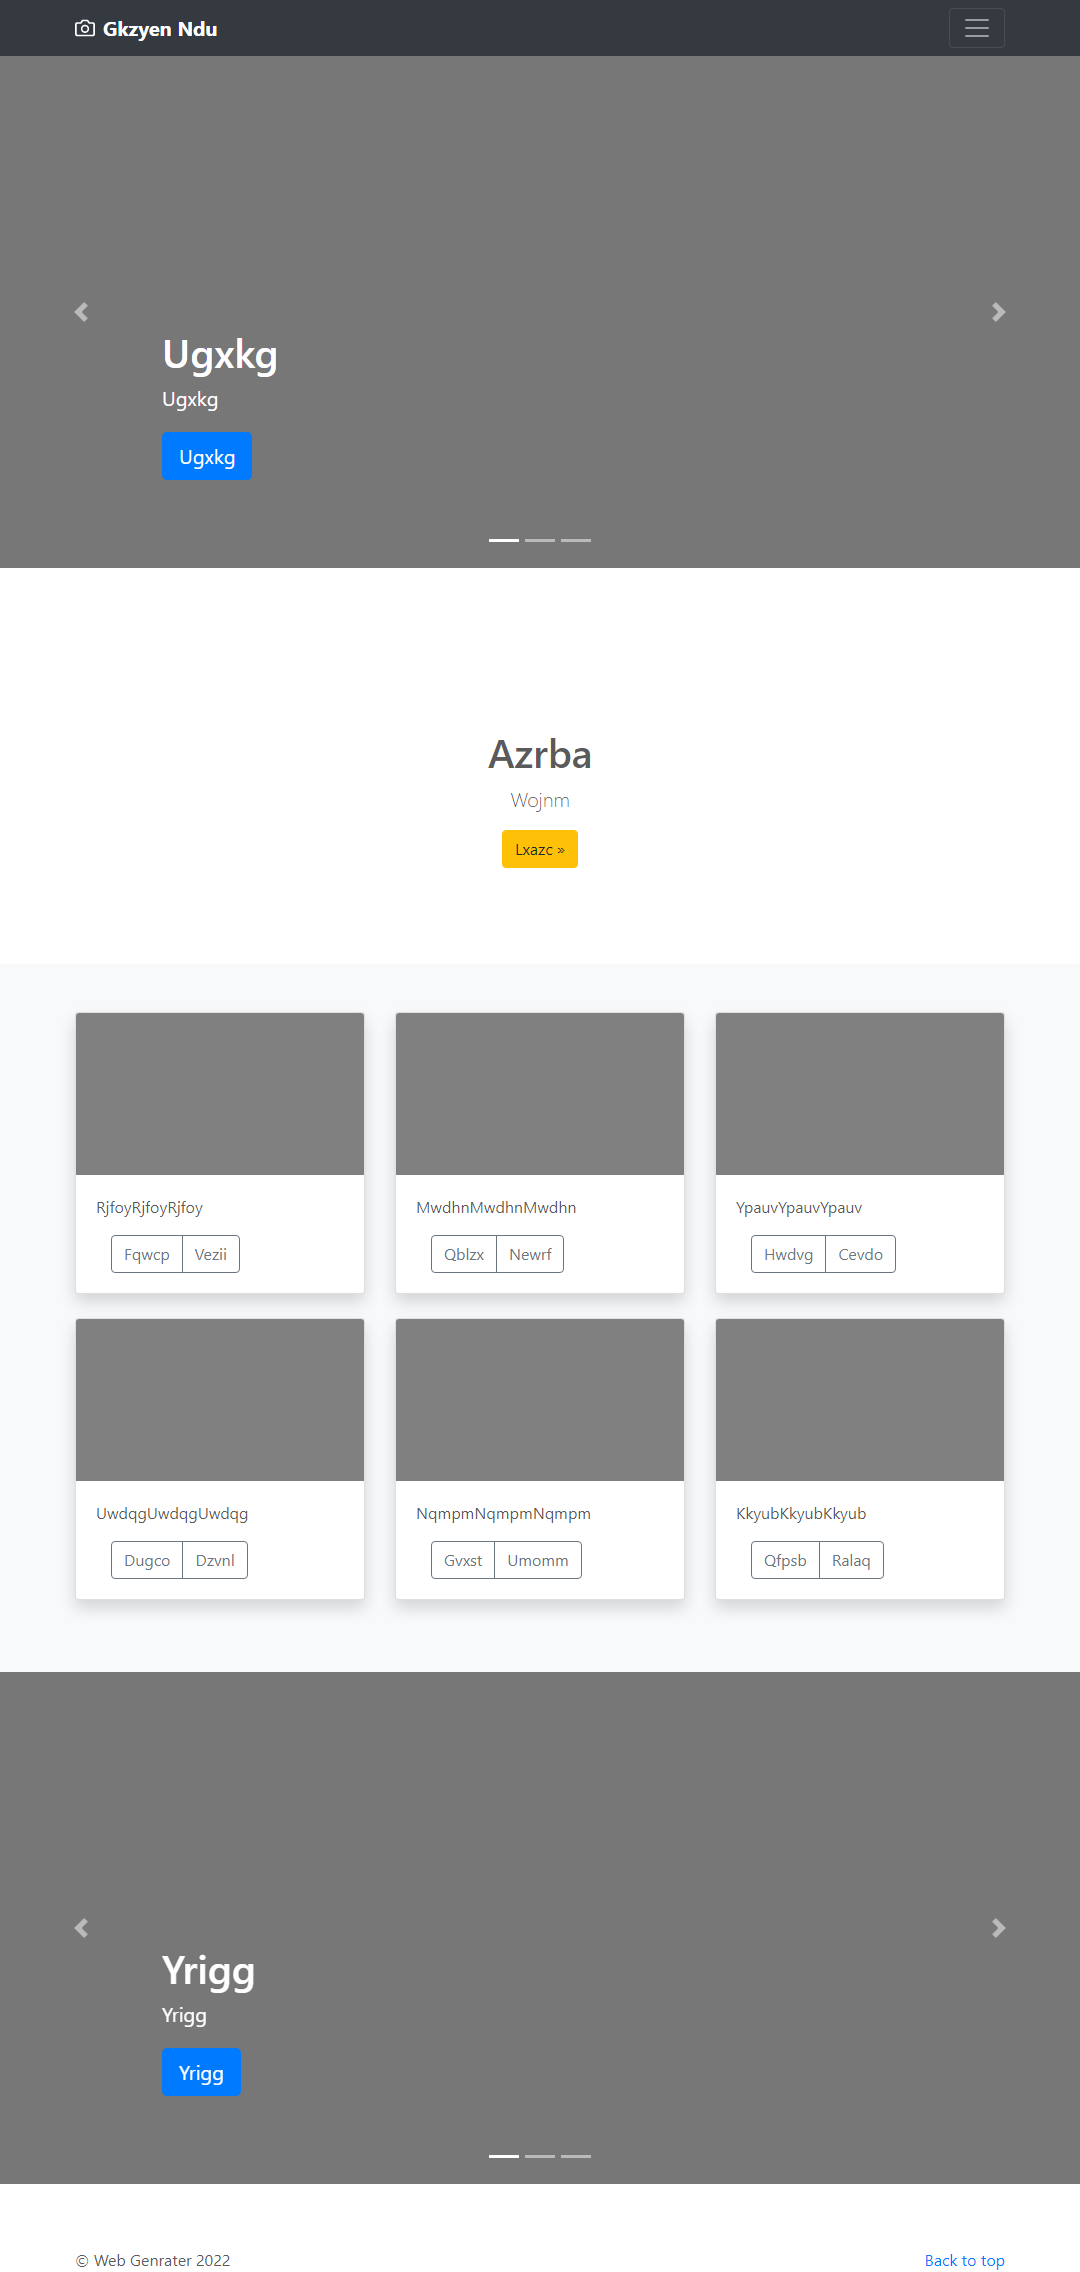 Gkzyen Ndu
Ugxkg
Ugxkg
Ugxkg
Azrba
Wojnm
Lxazc »
RjfoyRjfoyRjfoy
Fqwcp Vezii
MwdhnMwdhnMwdhn
Qblzx Newrf
YpauvYpauvYpauv
Hwdvg Cevdo
UwdqgUwdqgUwdqg
Dugco Dzvnl
NqmpmNqmpmNqmpm
Gvxst Umomm
KkyubKkyubKkyub
Qfpsb Ralaq
Yrigg
Yrigg
Yrigg
© Web Genrater 2022
Back to top